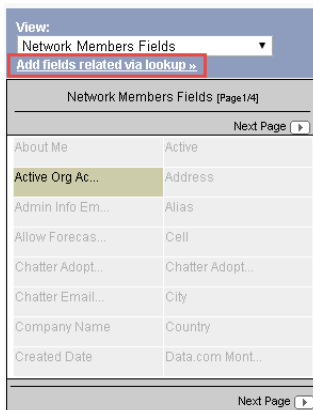 View:
Network Members Fields
Add fields related via lookup »
Network Members Fields [Page1/4]
Next Page
About Me Active
Active Org Ac... Address
Admin Info Em... Alias
Allow Forecas... Cell
Chatter Adopt... Chatter Adopt...
Chatter Email... City
Company Name Country
Created Date Data.com Mont...
Next Page